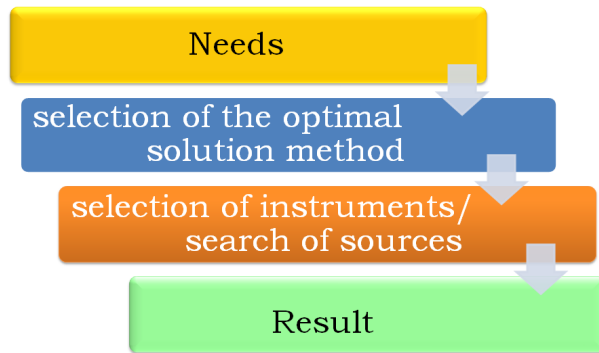 Needs
selection of the optimal
solution method
selection of instruments/
search of sources
Result